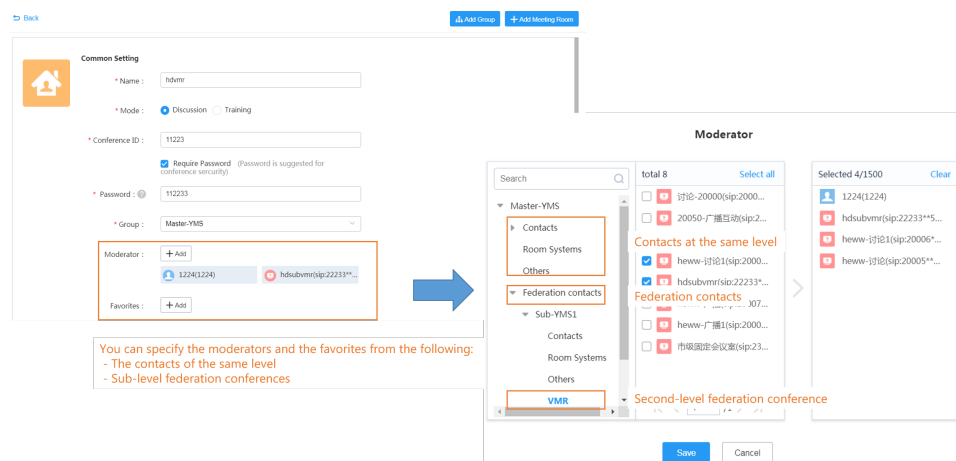 Back
Add Group
Add Meeting Room
Common Setting
* Name :
hdvmr
* Mode :
Discussion
Training
* Conference ID :
11223
Require Password (Password is suggested for
conference sercurity)
* Password :
112233
* Group :
Master-YMS
Moderator :
Add
1224(1224)
hdsubvmr(sip:22233**...
Favorites :
Add
You can specify the moderators and the favorites from the following:
- The contacts of the same level
- Sub-level federation conferences
Moderator
Search
Master-YMS
Contacts
Room Systems
Others
Federation contacts
Sub-YMS1
Contacts
Room Systems
Others
VMR
total 8
Select all
讨论-20000(sip:2000...
20050-广播互动(sip:2...
Contacts at the same level
heww-讨论1(sip:2000...
hdsubvmr(sip:22233*...
Federation contacts
heww-广播1(sip:2000...
市级固定会议室(sip:23...
Second-level federation conference
Selected 4/1500
Clear
1224(1224)
hdsubvmr(sip:22233**5...
heww-讨论1(sip:20006*...
heww-讨论(sip:20005**...
Save
Cancel